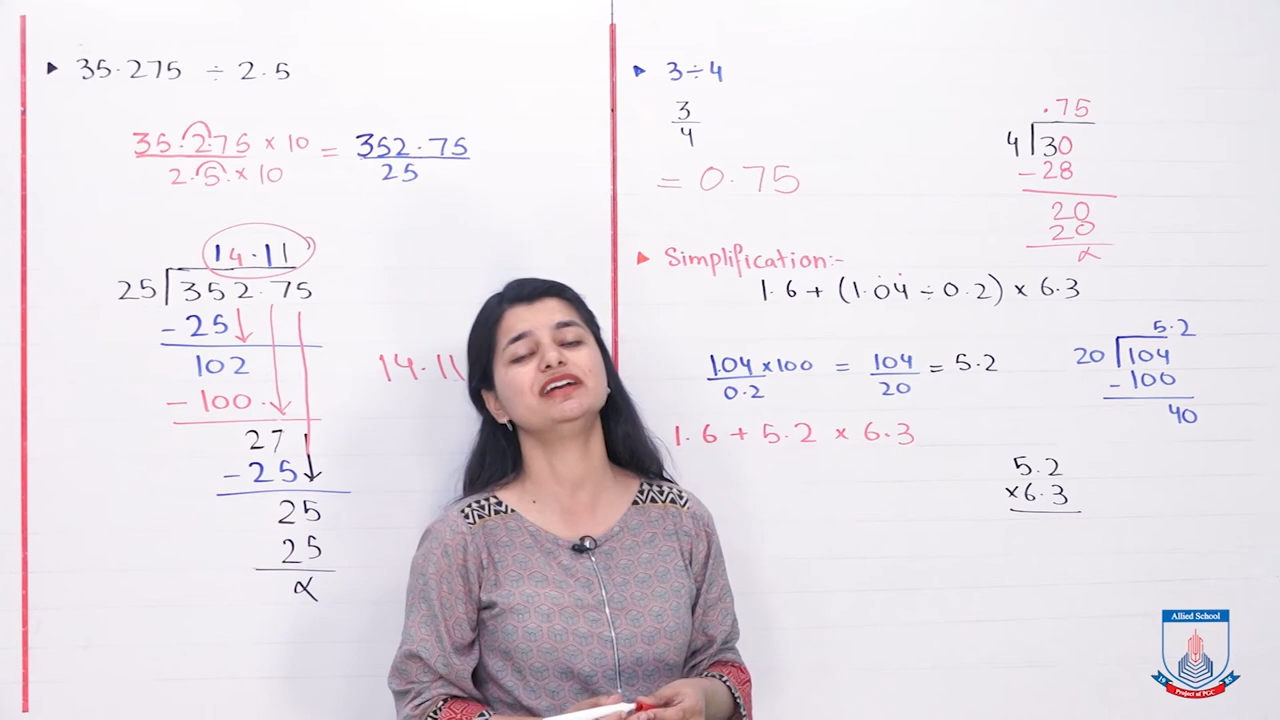 ▸ 35.275 ÷ 2.5
35.275 × 10 / 2.5 × 10 = 352.75 / 25
14.11
25 352.75
- 25
102
- 100
27
- 25
25
25
α
14.11
▸ 3 ÷ 4
3
4
= 0.75
.75
4 30
- 28
20
20
α
▸ Simplification:-
1.6 + (1.04 ÷ 0.2) × 6.3
1.04 × 100 / 0.2 = 104 / 20 = 5.2
5.2
20 104
- 100
40
1.6 + 5.2 × 6.3
5.2
× 6.3
Allied School
Project of PGC